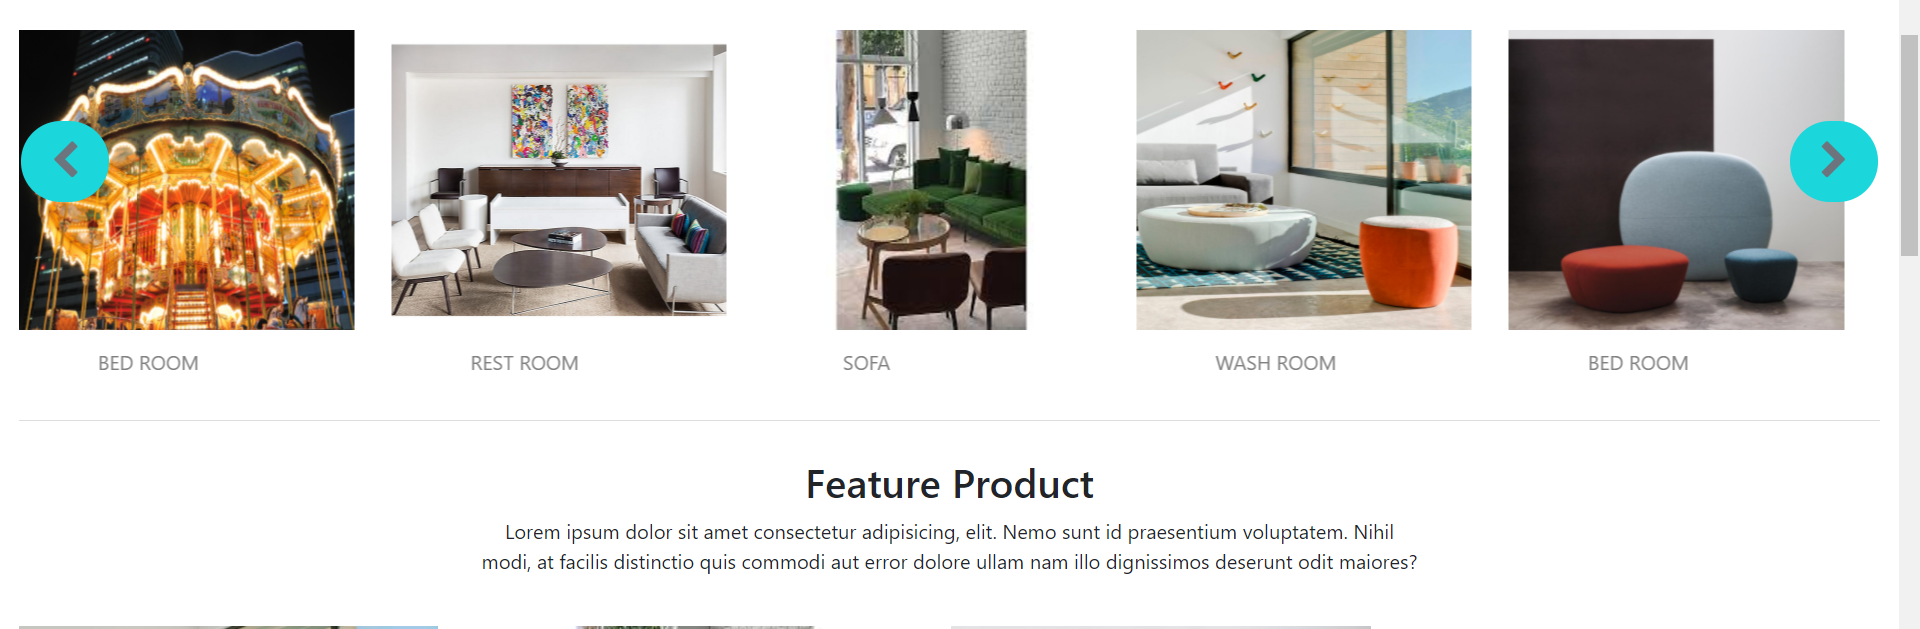 BED ROOM
REST ROOM
SOFA
WASH ROOM
BED ROOM
Feature Product
Lorem ipsum dolor sit amet consectetur adipisicing, elit. Nemo sunt id praesentium voluptatem. Nihil
modi, at facilis distinctio quis commodi aut error dolore ullam nam illo dignissimos deserunt odit maiores?